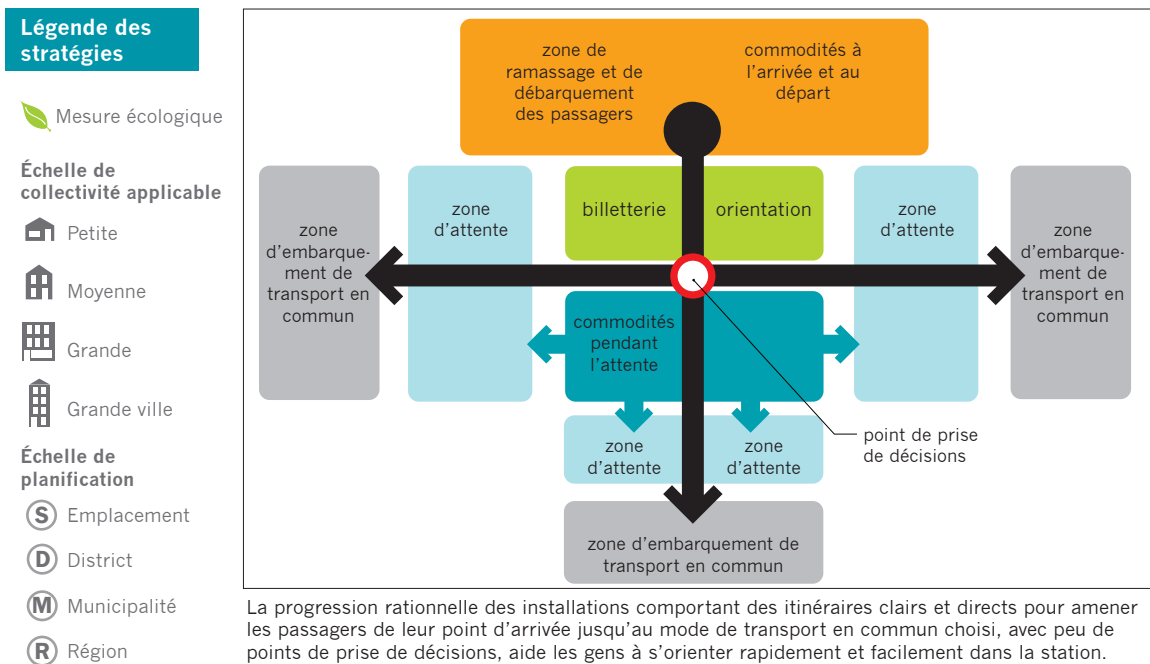 Légende des
stratégies
Mesure écologique
Échelle de
collectivité applicable
Petite
Moyenne
Grande
Grande ville
Échelle de
planification
S Emplacement
D District
M Municipalité
R Région
zone de
ramassage et de
débarquement
des passagers
commodités à
l'arrivée et au
départ
zone
d'embarque-
ment de
transport en
commun
zone
d'attente
billetterie
orientation
zone
d'attente
zone
d'embarque-
ment de
transport en
commun
commodités
pendant
l'attente
zone
d'attente
zone
d'attente
point de prise
de décisions
zone d'embarquement de
transport en commun
La progression rationnelle des installations comportant des itinéraires clairs et directs pour amener
les passagers de leur point d'arrivée jusqu'au mode de transport en commun choisi, avec peu de
points de prise de décisions, aide les gens à s'orienter rapidement et facilement dans la station.